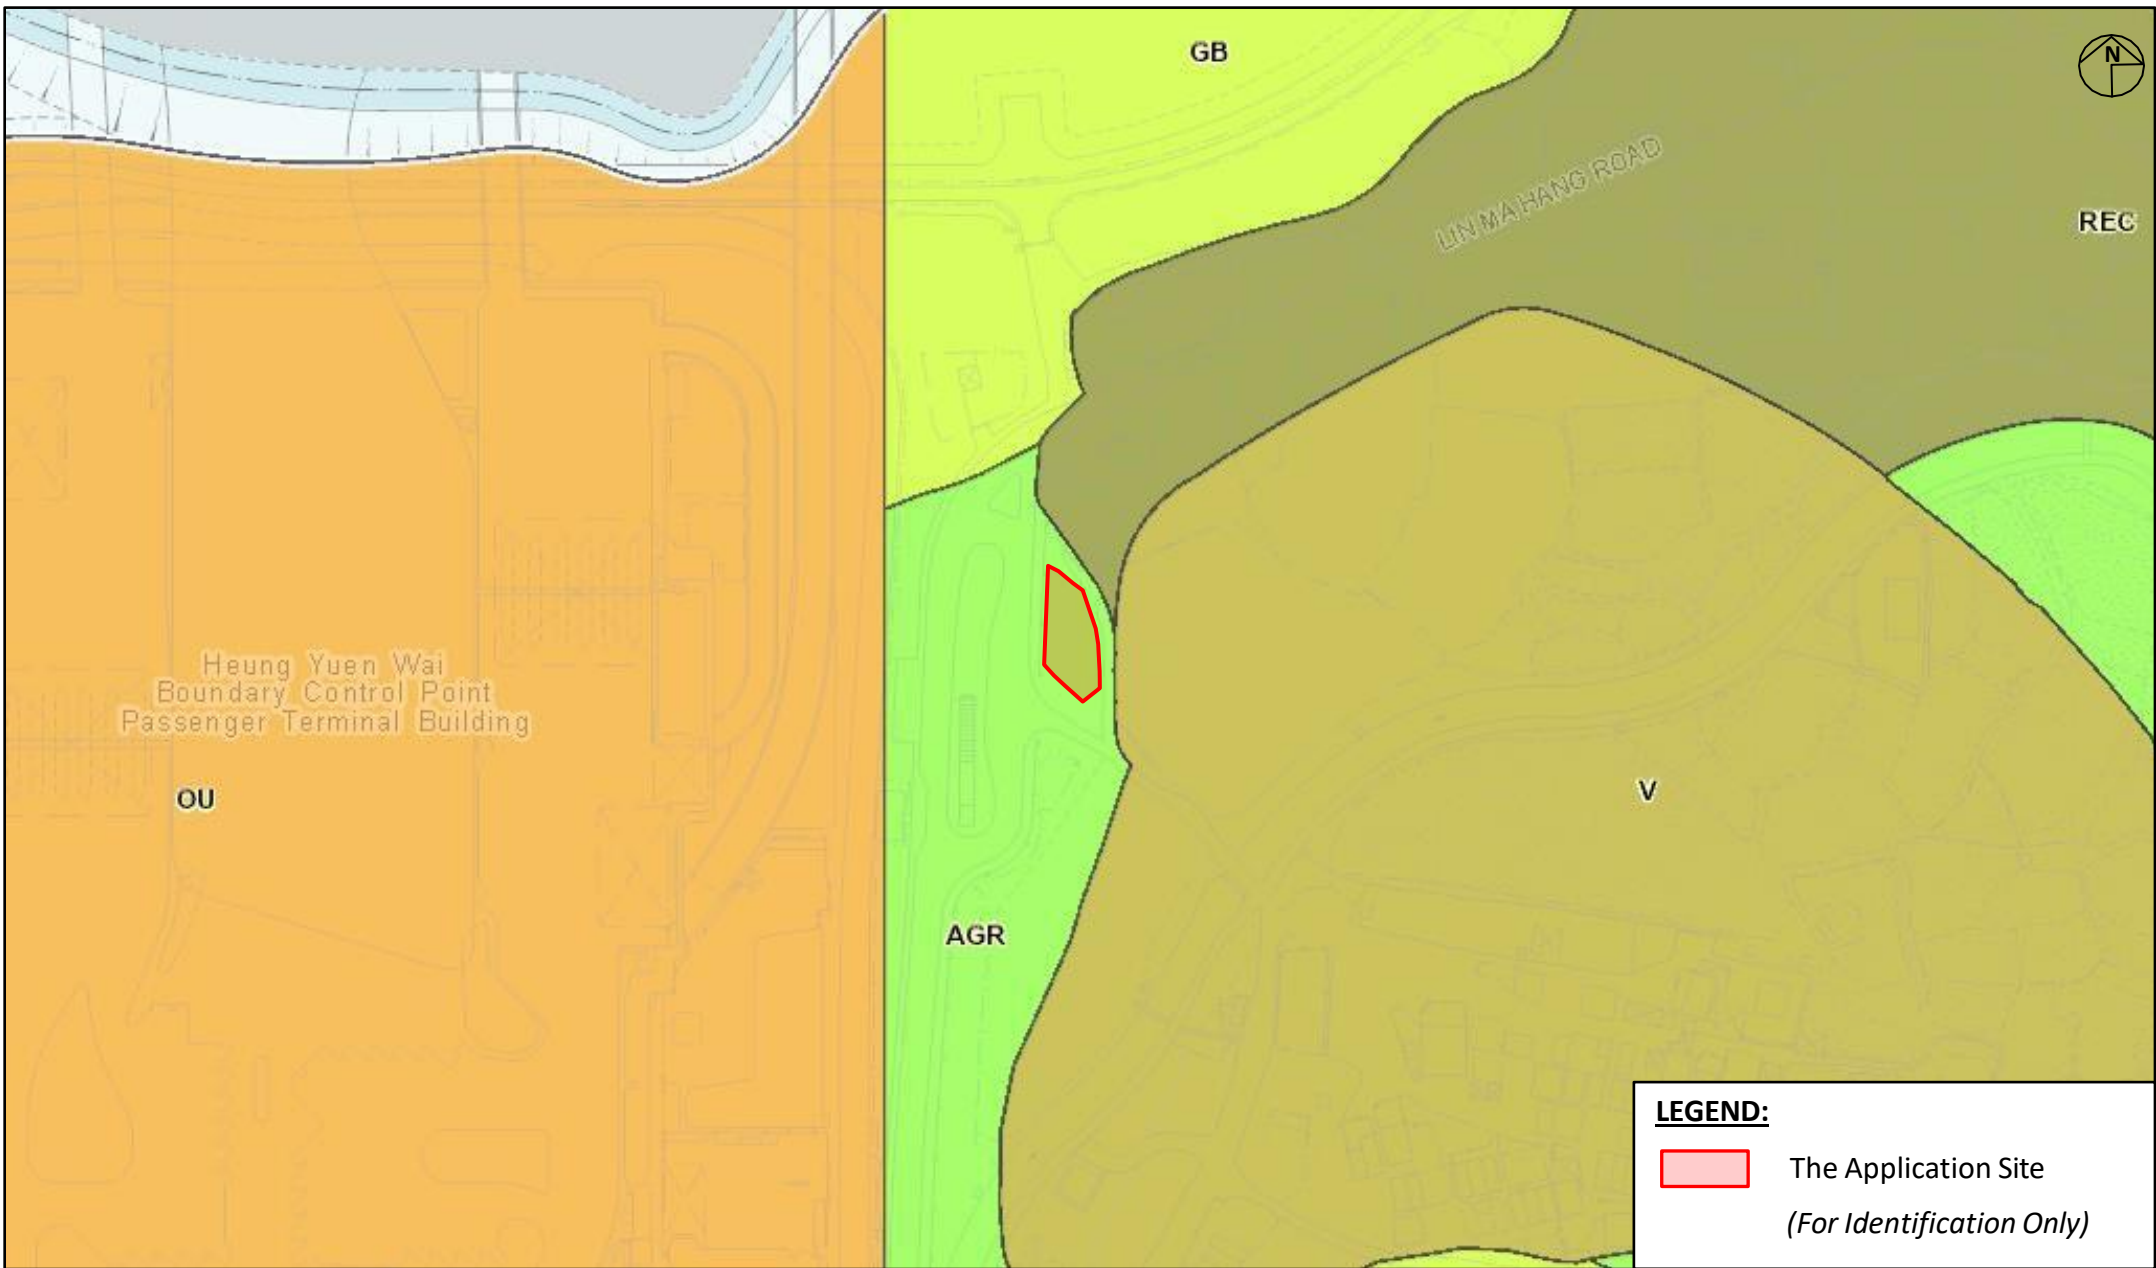 GB
N
LIN MA HANG ROAD
REC
Heung Yuen Wai
Boundary Control Point
Passenger Terminal Building
OU
V
AGR
LEGEND:
The Application Site
(For Identification Only)